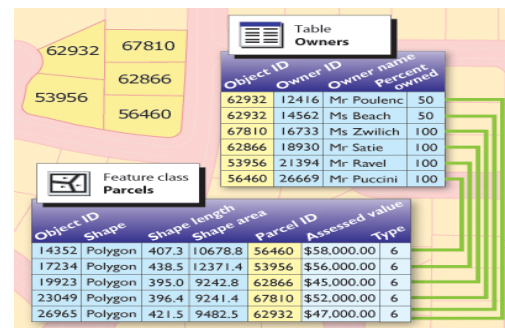 62932 67810
62866
53956
56460
Table
Owners
Object ID Owner ID Owner name Percent owned
62932 12416 Mr Poulenc 50
62932 14562 Ms Beach 50
67810 16733 Ms Zwilich 100
62866 18930 Mr Satie 100
53956 21394 Mr Ravel 100
56460 26669 Mr Puccini 100
Feature class
Parcels
Object ID Shape Shape length Shape area Parcel ID Assessed value Type
14352 Polygon 407.3 10678.8 56460 $58,000.00 6
17234 Polygon 438.5 12371.4 53956 $56,000.00 6
19923 Polygon 395.0 9242.8 62866 $45,000.00 6
23049 Polygon 396.4 9241.4 67810 $52,000.00 6
26965 Polygon 421.5 9482.5 62932 $47,000.00 6